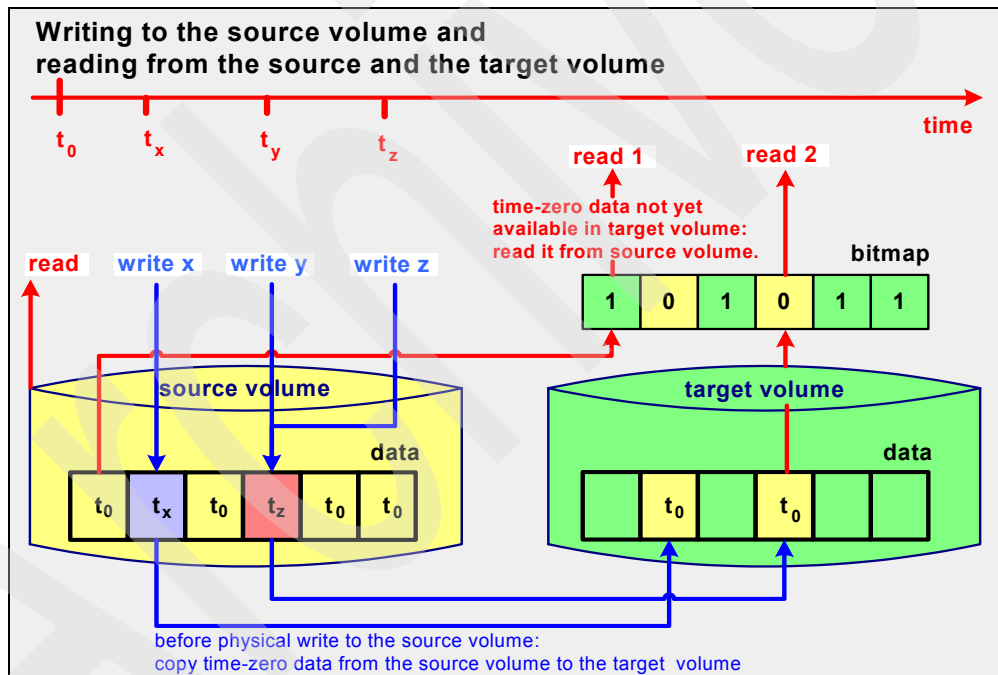 Writing to the source volume and
reading from the source and the target volume
time
t0 tx ty tz
read 1 read 2
time-zero data not yet
available in target volume:
read it from source volume.
bitmap
read write x write y write z
1 0 1 0 1 1
source volume target volume
data data
t0 tx t0 tz t0 t0 t0 t0
before physical write to the source volume:
copy time-zero data from the source volume to the target volume